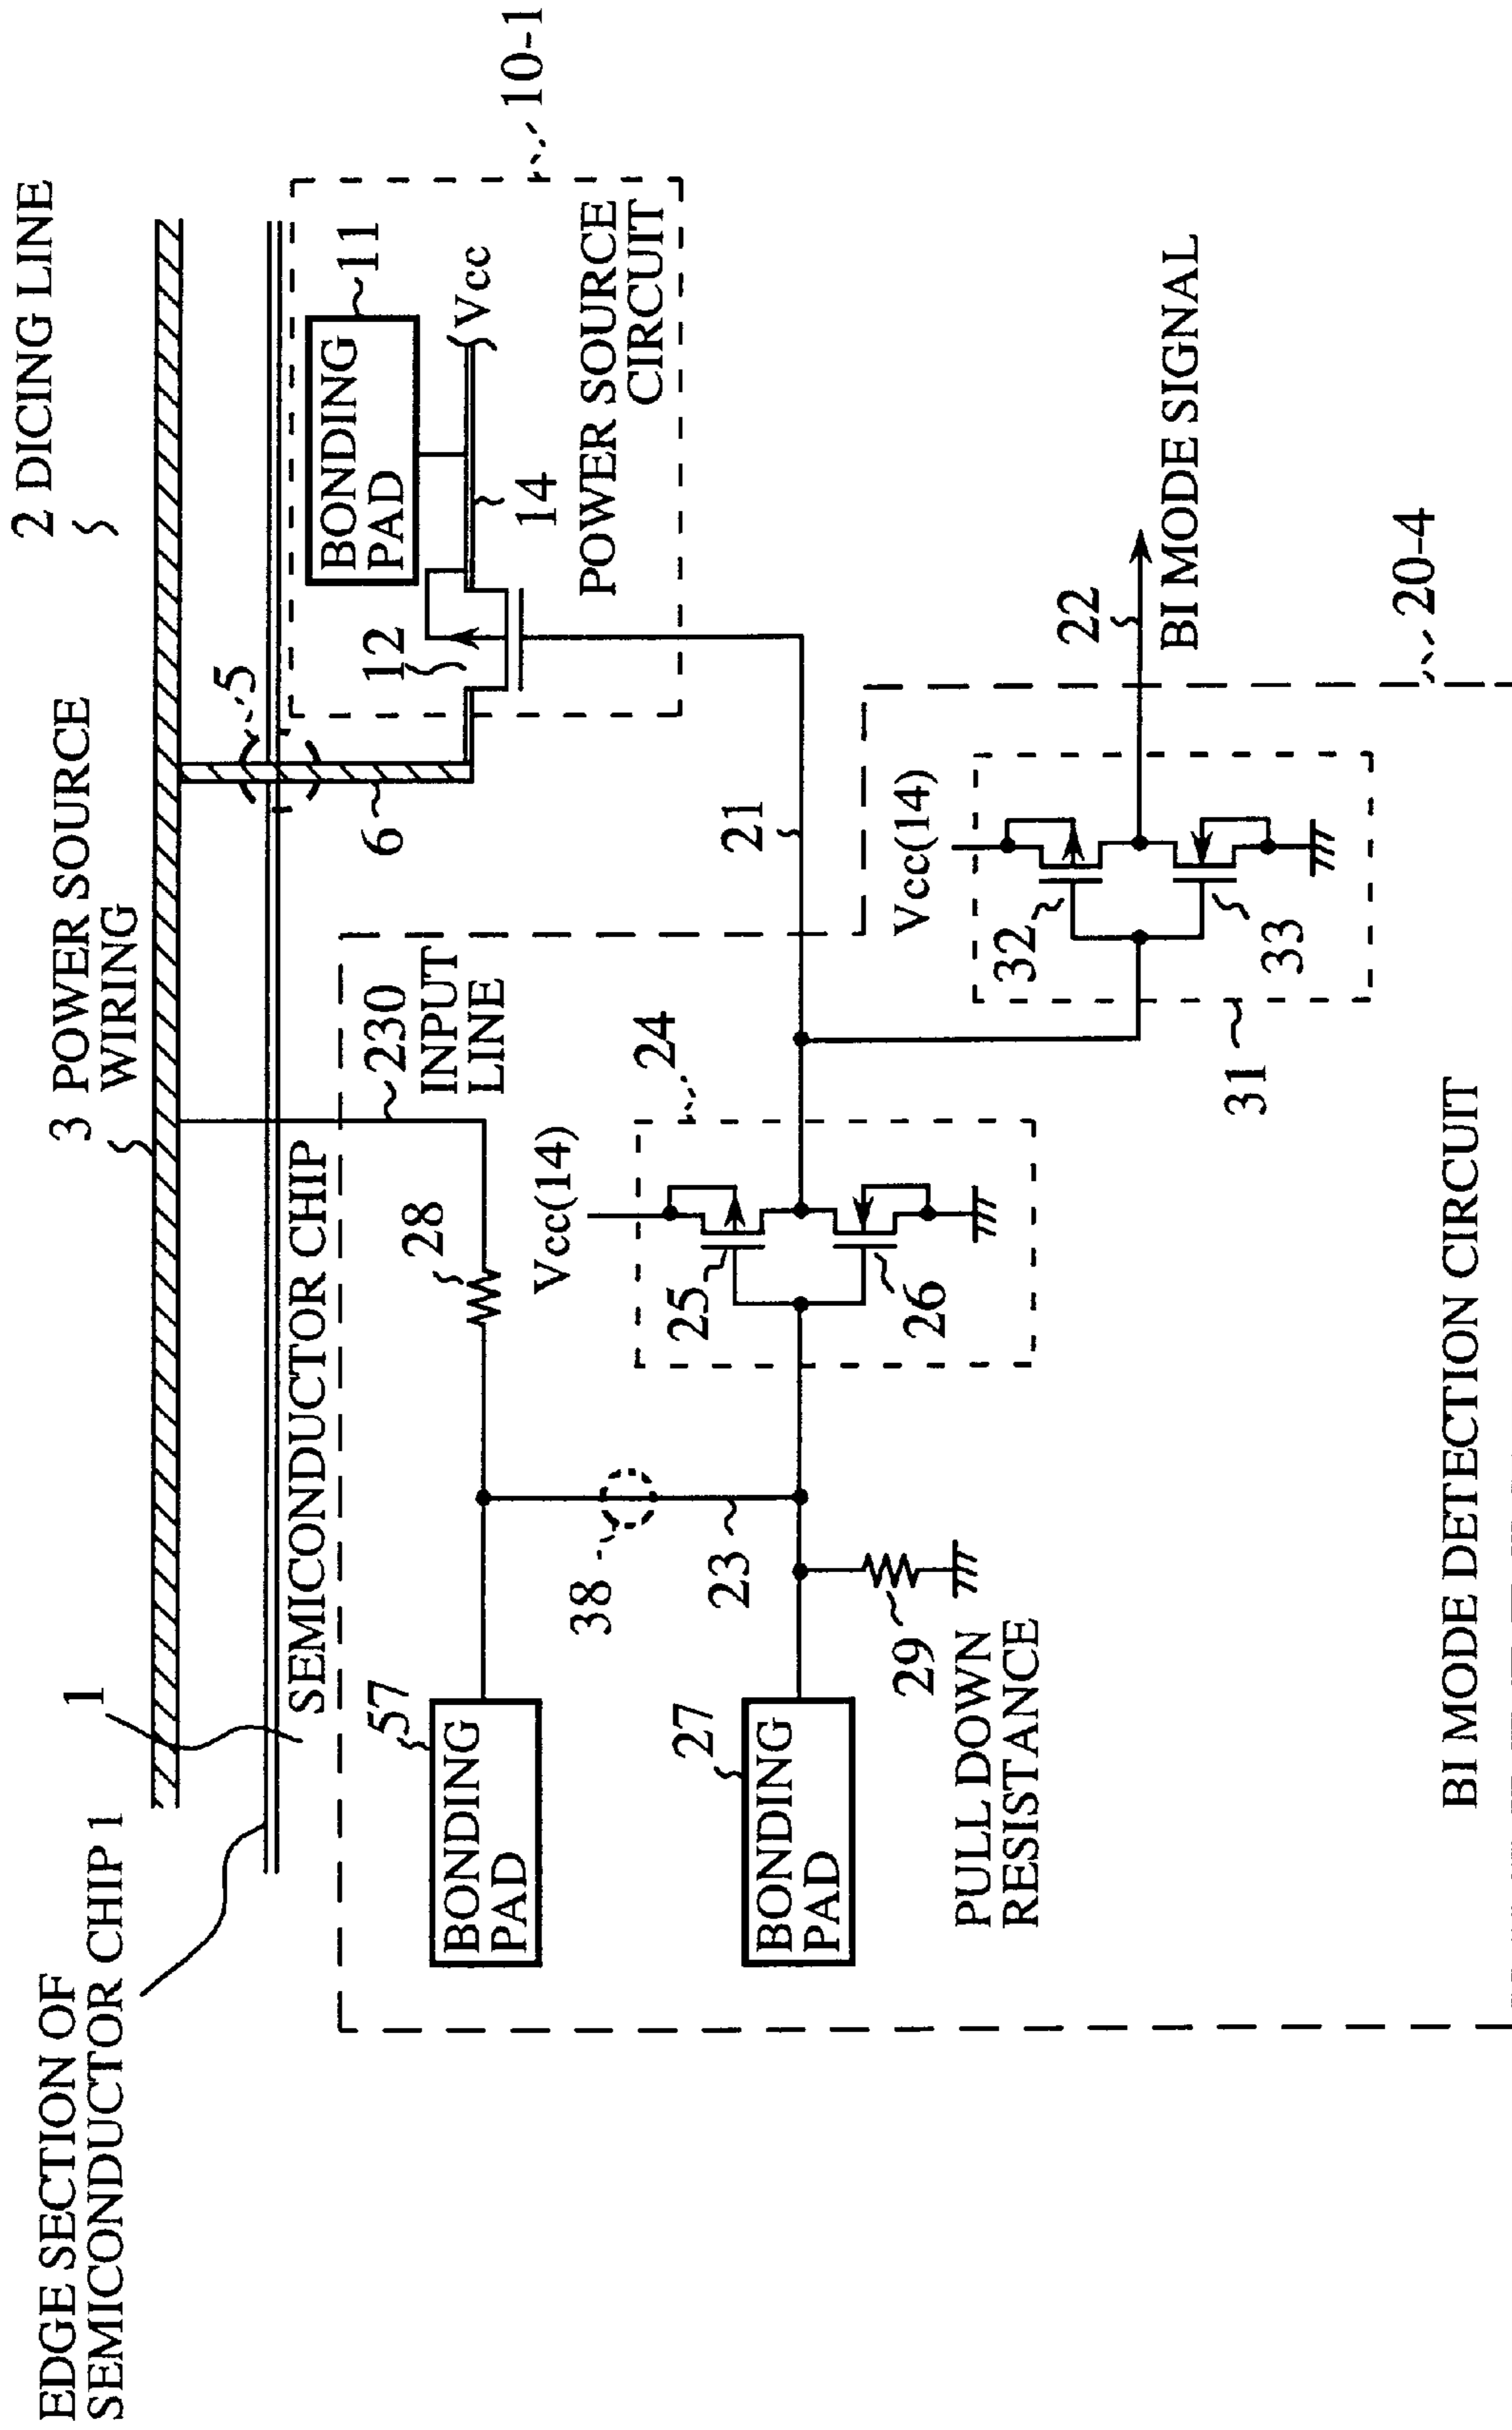 EDGE SECTION OF
SEMICONDUCTOR CHIP 1
1
3 POWER SOURCE
WIRING
2 DICING LINE
SEMICONDUCTOR CHIP
230
INPUT
LINE
6
5
10-1
BONDING
PAD
11
12
Vcc
14
POWER SOURCE
CIRCUIT
57
BONDING
PAD
28
38
23
27
BONDING
PAD
29
PULL DOWN
RESISTANCE
Vcc(14)
24
25
26
21
Vcc(14)
32
33
31
22
BI MODE SIGNAL
20-4
BI MODE DETECTION CIRCUIT